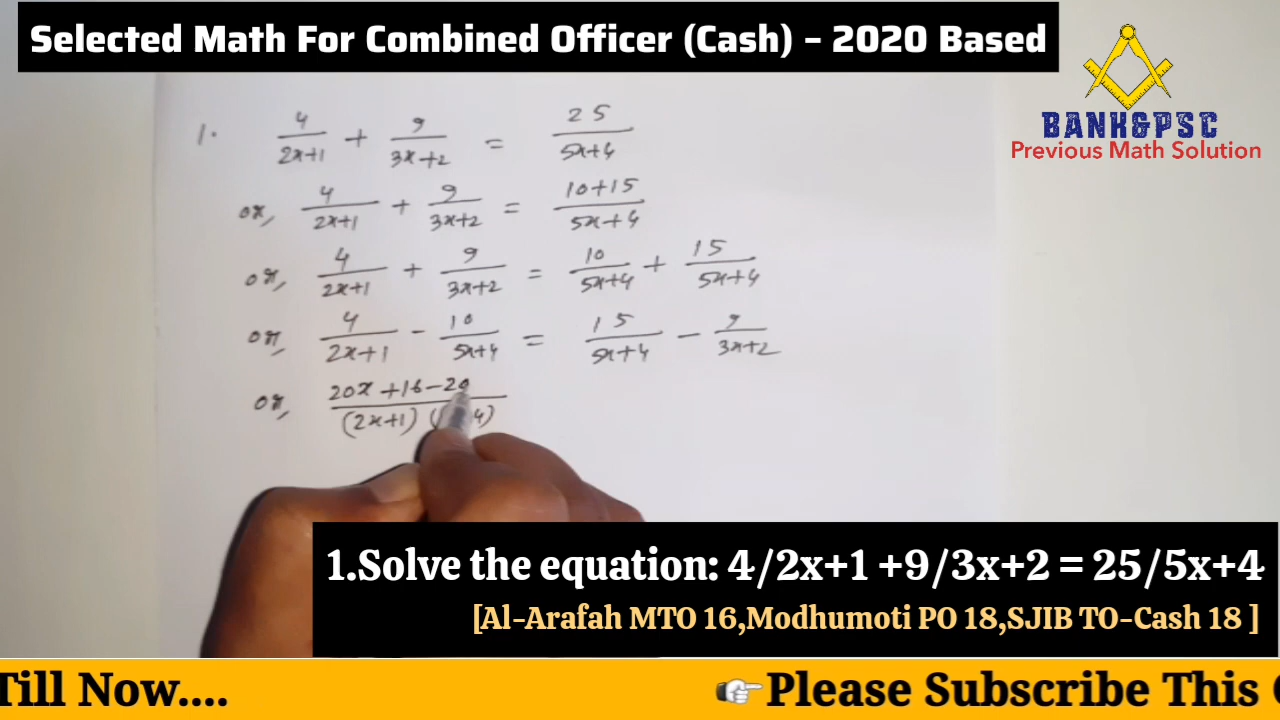 Selected Math For Combined Officer (Cash) – 2020 Based
BANK&PSC
Previous Math Solution
1. 4/2x+1 + 9/3x+2 = 25/5x+4
or, 4/2x+1 + 9/3x+2 = 10+15/5x+4
or, 4/2x+1 + 9/3x+2 = 10/5x+4 + 15/5x+4
or, 4/2x+1 − 10/5x+4 = 15/5x+4 − 9/3x+2
or, 20x+16−20/(2x+1)( 4)
1.Solve the equation: 4/2x+1 +9/3x+2 = 25/5x+4
[Al-Arafah MTO 16,Modhumoti PO 18,SJIB TO-Cash 18 ]
Till Now.... 👉Please Subscribe This